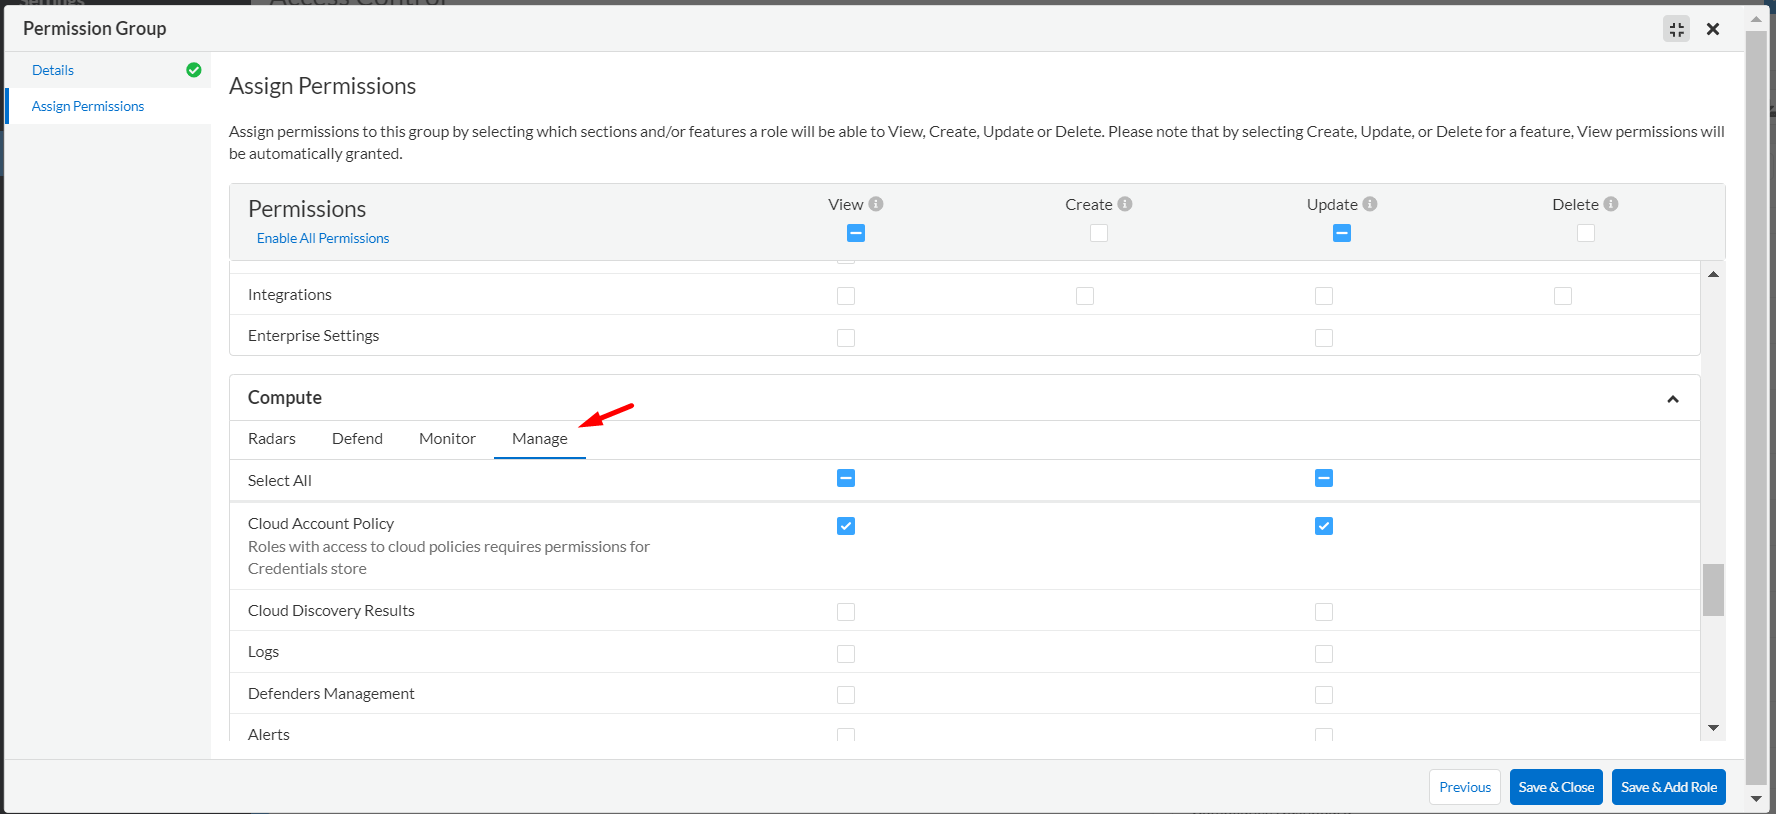 Settings
Access Control
Permission Group
Details
Assign Permissions
Assign Permissions
Assign permissions to this group by selecting which sections and/or features a role will be able to View, Create, Update or Delete. Please note that by selecting Create, Update, or Delete for a feature, View permissions will
be automatically granted.
Permissions
View
Create
Update
Delete
Enable All Permissions
Integrations
Enterprise Settings
Compute
Radars
Defend
Monitor
Manage
Select All
Cloud Account Policy
Roles with access to cloud policies requires permissions for
Credentials store
Cloud Discovery Results
Logs
Defenders Management
Alerts
Previous
Save & Close
Save & Add Role